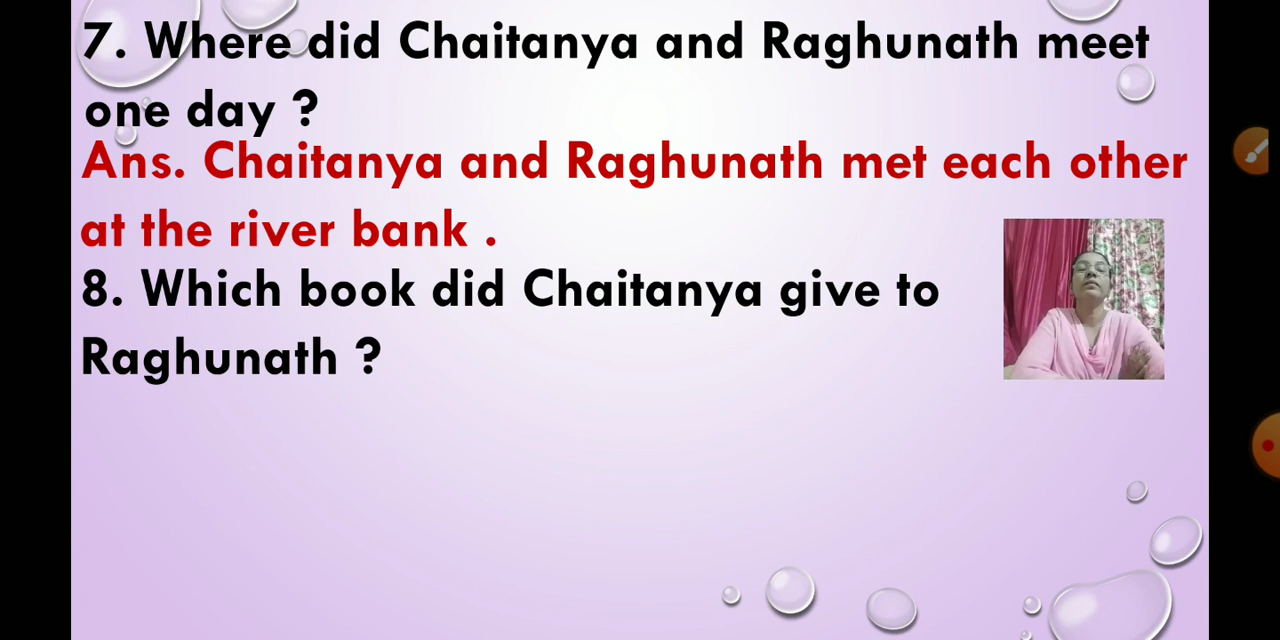 7. Where did Chaitanya and Raghunath meet
one day ?
Ans. Chaitanya and Raghunath met each other
at the river bank .
8. Which book did Chaitanya give to
Raghunath ?